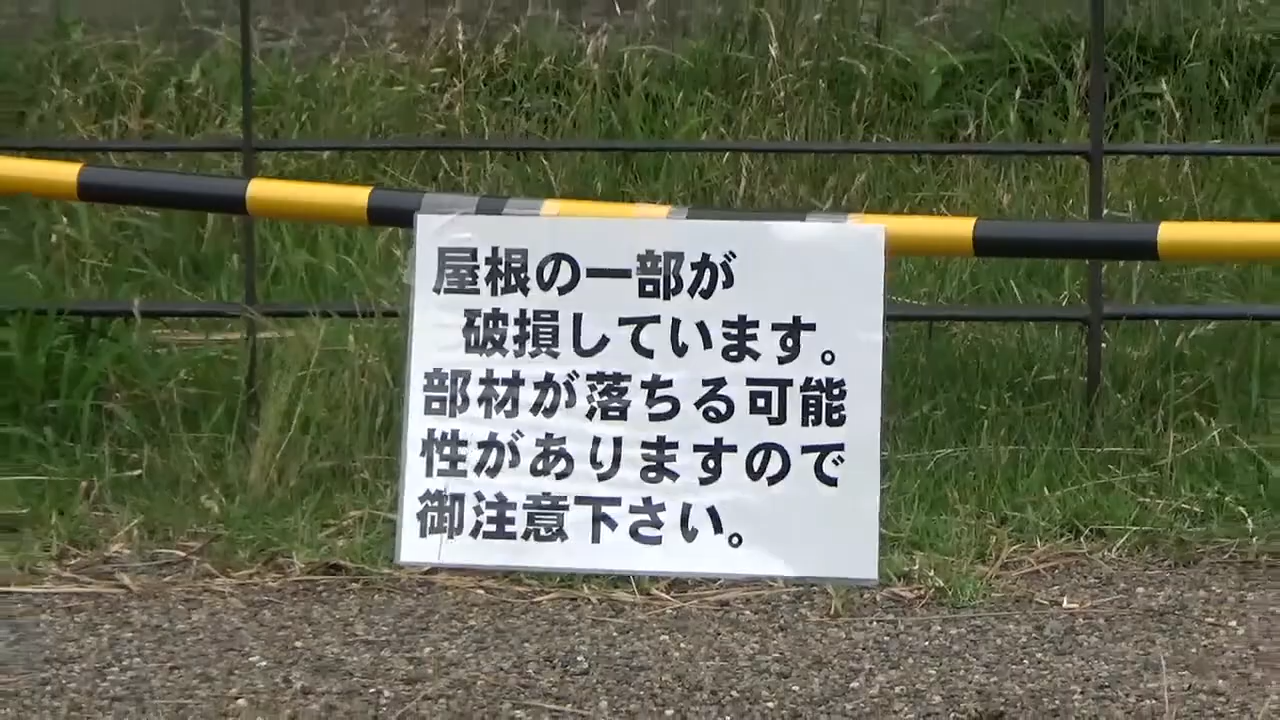 屋根の一部が
破損しています。
部材が落ちる可能
性がありますので
御注意下さい。